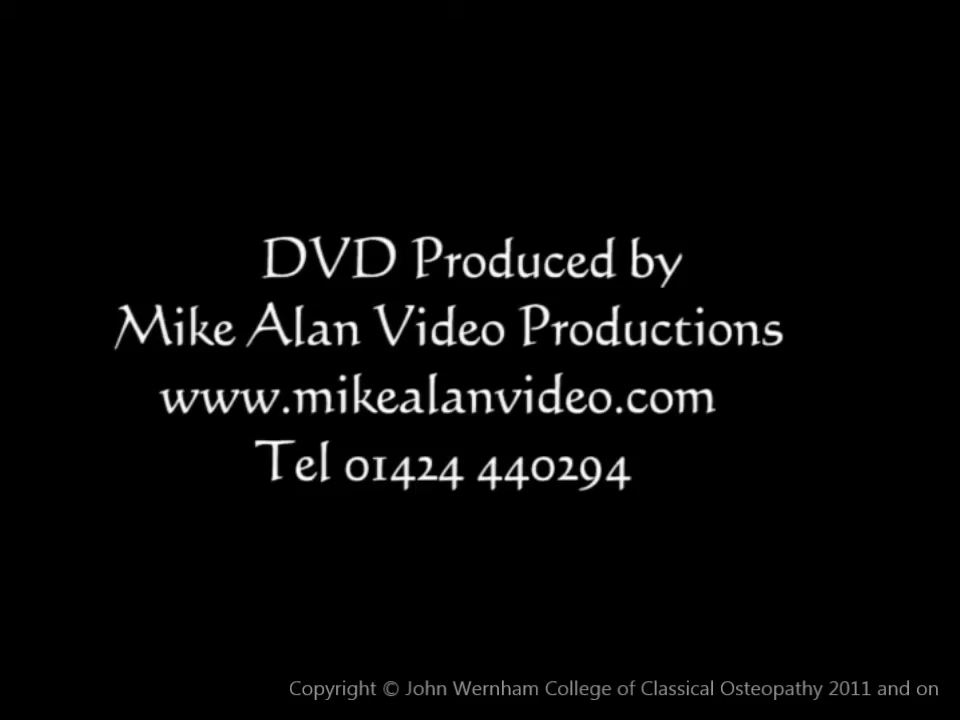 DVD Produced by
Mike Alan Video Productions
www.mikealanvideo.com
Tel 01424 440294
Copyright © John Wernham College of Classical Osteopathy 2011 and on